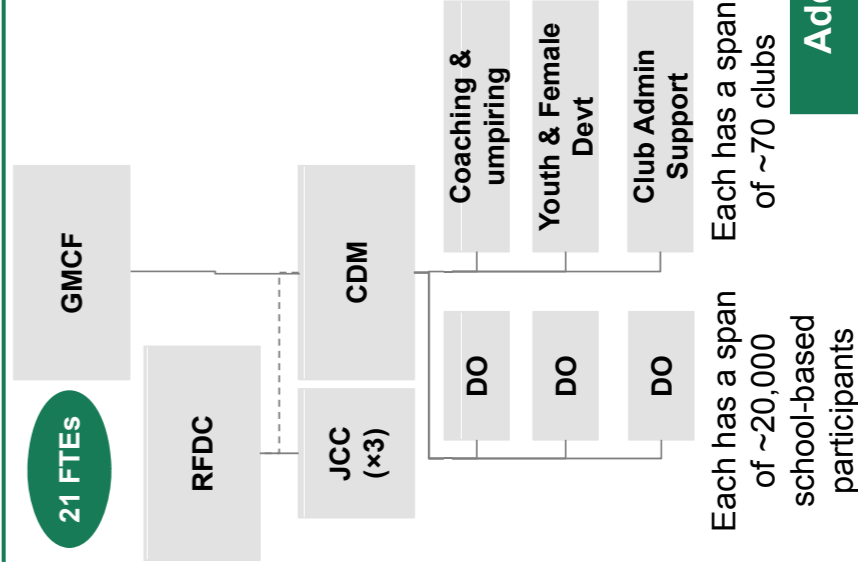 21 FTEs
GMCF
RFDC
JCC
(×3)
CDM
DO
Coaching &
umpiring
DO
Youth & Female
Devt
DO
Club Admin
Support
Each has a span
of ~20,000
school-based
participants
Each has a span
of ~70 clubs